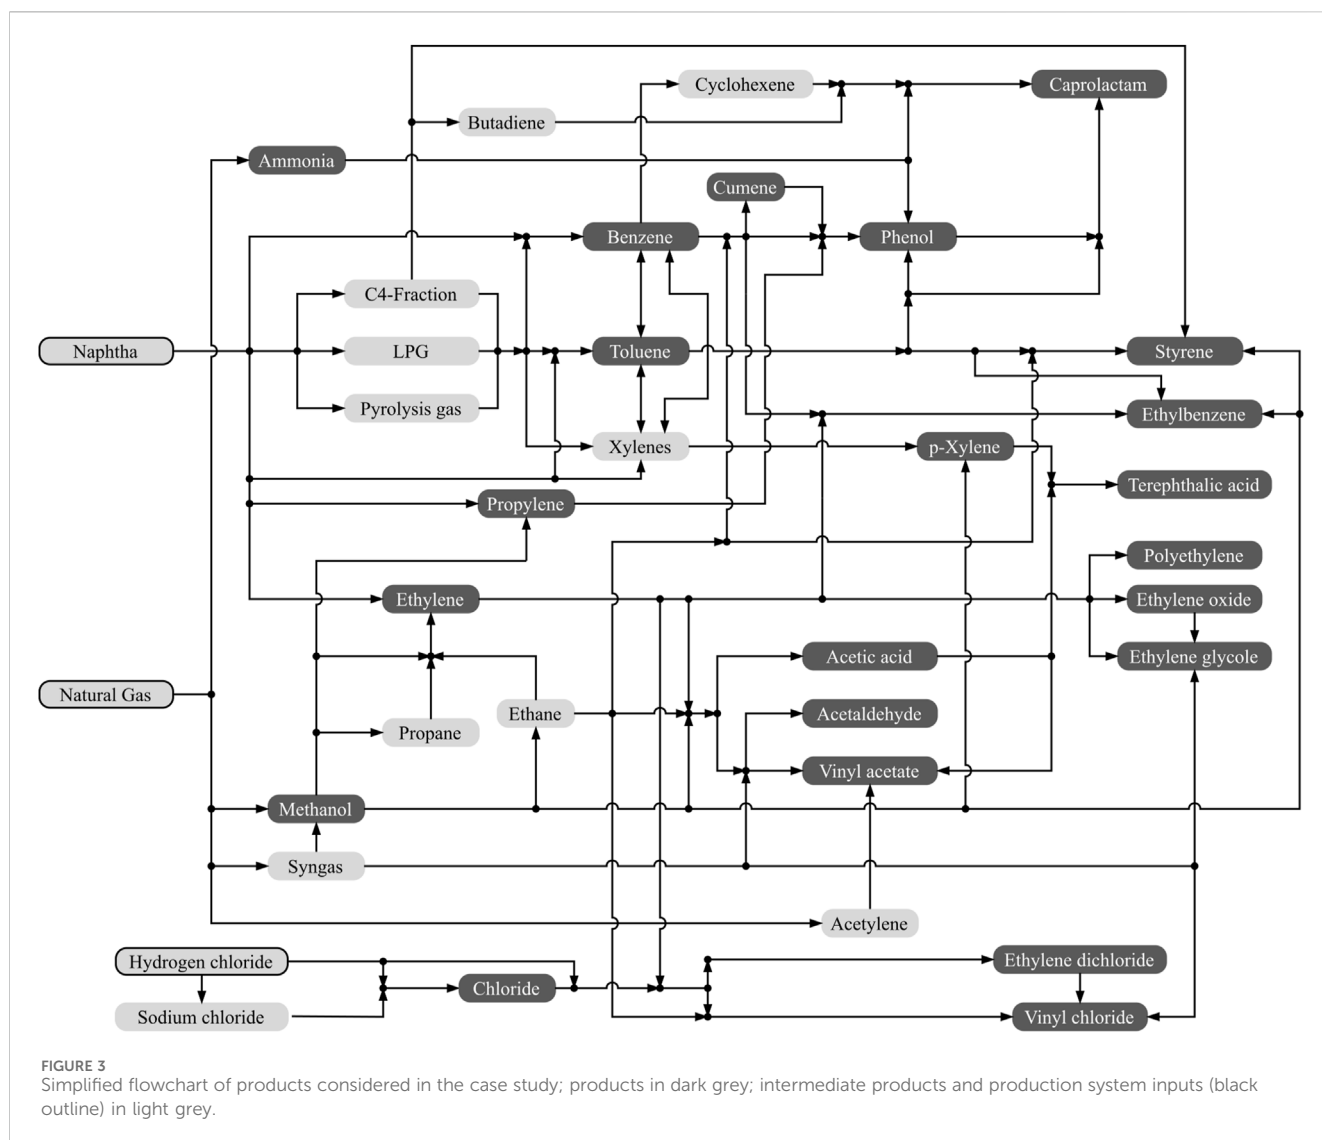 Cyclohexene
Caprolactam
Butadiene
Ammonia
Cumene
Benzene
Phenol
C4-Fraction
Naphtha
LPG
Toluene
Styrene
Pyrolysis gas
Ethylbenzene
Xylenes
p-Xylene
Terephthalic acid
Propylene
Polyethylene
Ethylene
Ethylene oxide
Acetic acid
Ethylene glycole
Natural Gas
Ethane
Acetaldehyde
Propane
Vinyl acetate
Methanol
Syngas
Acetylene
Hydrogen chloride
Ethylene dichloride
Chloride
Sodium chloride
Vinyl chloride
FIGURE 3
Simplified flowchart of products considered in the case study; products in dark grey; intermediate products and production system inputs (black
outline) in light grey.